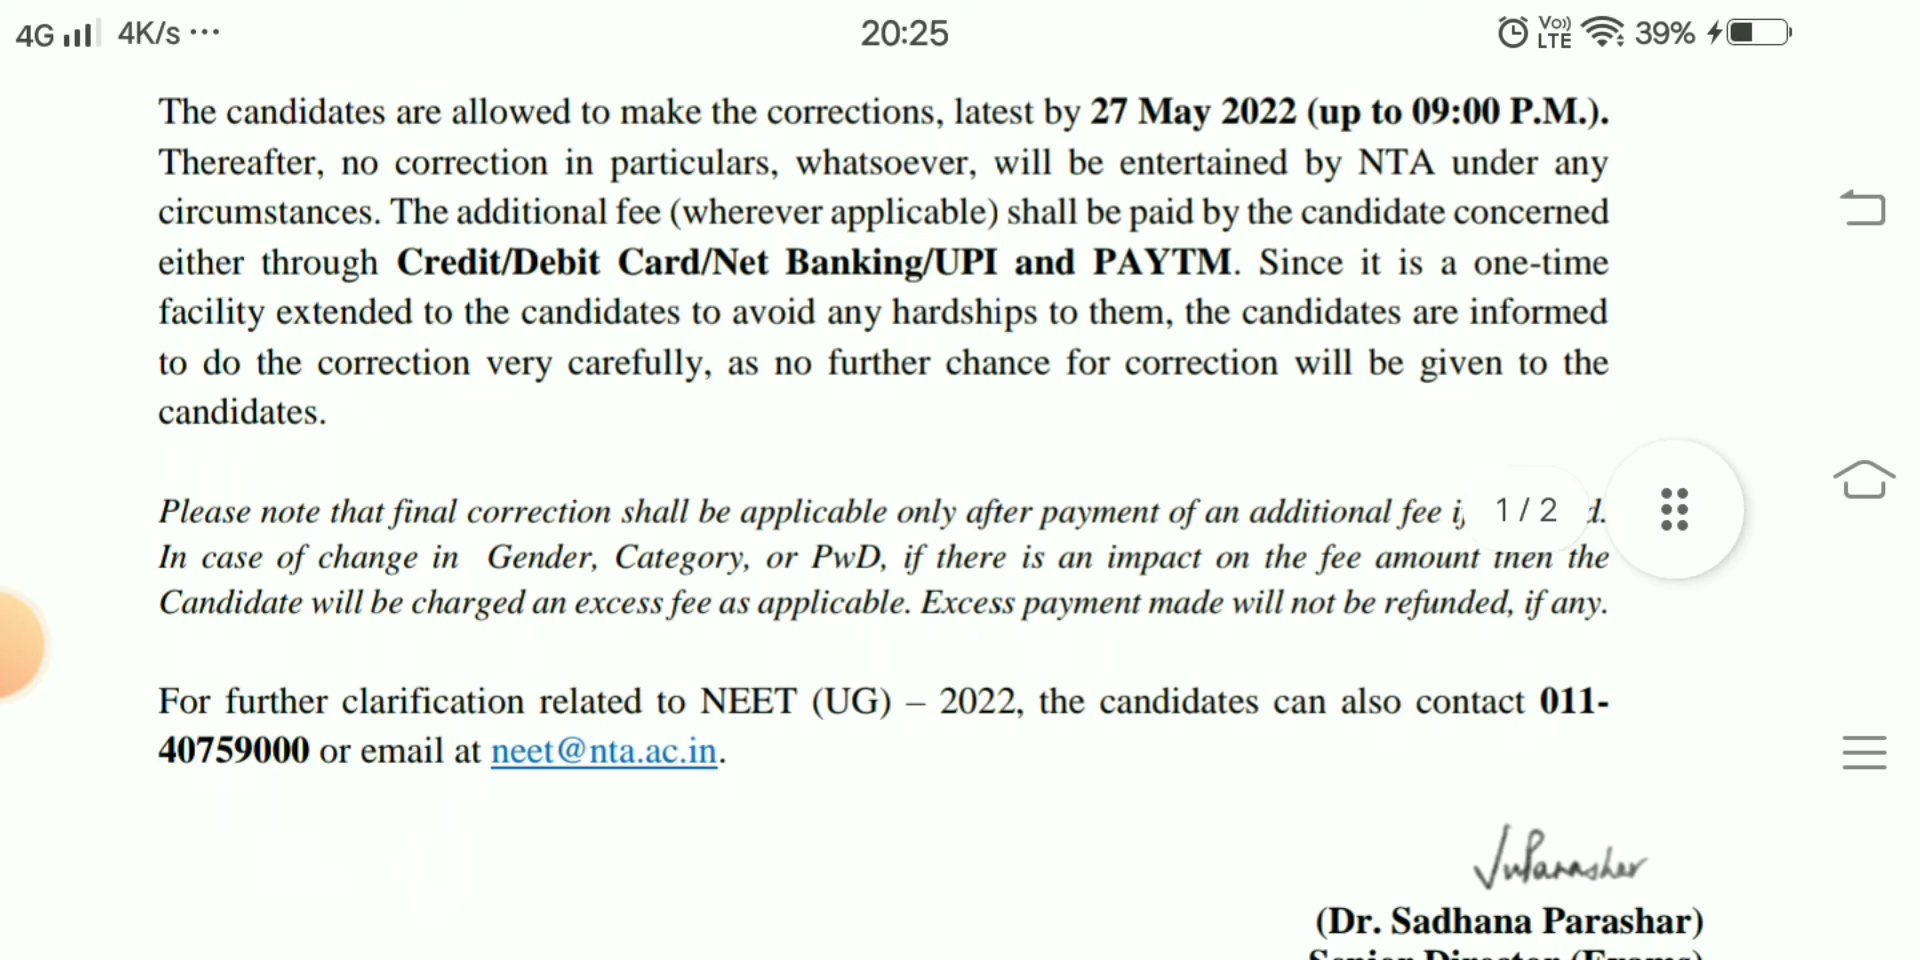 4G 4K/s ... 20:25 Vo)) LTE 39%
The candidates are allowed to make the corrections, latest by 27 May 2022 (up to 09:00 P.M.).
Thereafter, no correction in particulars, whatsoever, will be entertained by NTA under any
circumstances. The additional fee (wherever applicable) shall be paid by the candidate concerned
either through Credit/Debit Card/Net Banking/UPI and PAYTM. Since it is a one-time
facility extended to the candidates to avoid any hardships to them, the candidates are informed
to do the correction very carefully, as no further chance for correction will be given to the
candidates.
Please note that final correction shall be applicable only after payment of an additional fee 1 / 2
In case of change in Gender, Category, or PwD, if there is an impact on the fee amount then the
Candidate will be charged an excess fee as applicable. Excess payment made will not be refunded, if any.
For further clarification related to NEET (UG) – 2022, the candidates can also contact 011-
40759000 or email at neet@nta.ac.in.
(Dr. Sadhana Parashar)
Senior Director (Exams)